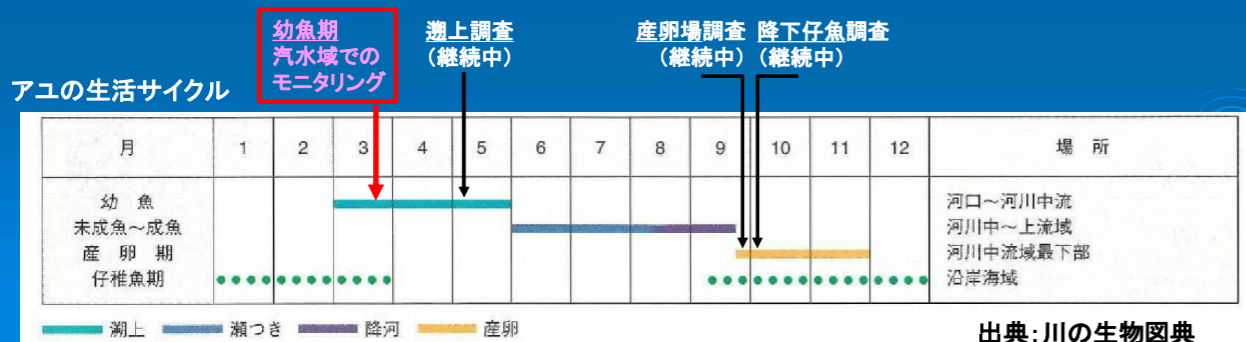 幼魚期
汽水域での
モニタリング
遡上調査
(継続中)
産卵場調査 降下仔魚調査
(継続中) (継続中)
アユの生活サイクル
月 1 2 3 4 5 6 7 8 9 10 11 12 場所
幼魚 河口～河川中流
未成魚～成魚 河川中～上流域
産卵期 河川中流域最下部
仔稚魚期 沿岸海域
遡上 瀬つき 降河 産卵
出典:川の生物図典